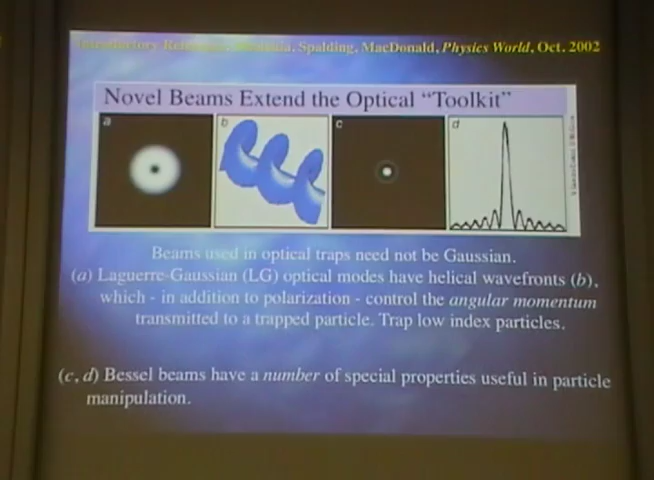 Introductory Dholakia, Spalding, MacDonald, Physics World, Oct. 2002
Novel Beams Extend the Optical “Toolkit”
a b c d
Beams used in optical traps need not be Gaussian.
(a) Laguerre-Gaussian (LG) optical modes have helical wavefronts (b),
which - in addition to polarization - control the angular momentum
transmitted to a trapped particle. Trap low index particles.
(c, d) Bessel beams have a number of special properties useful in particle
manipulation.